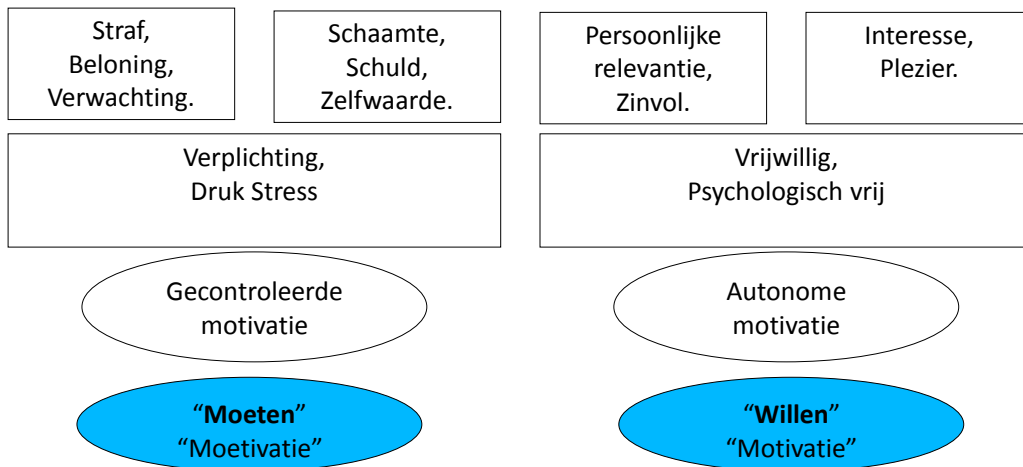 Straf,
Beloning,
Verwachting.
Schaamte,
Schuld,
Zelfwaarde.
Persoonlijke
relevantie,
Zinvol.
Interesse,
Plezier.
Verplichting,
Druk Stress
Vrijwillig,
Psychologisch vrij
Gecontroleerde
motivatie
Autonome
motivatie
“Moeten”
“Moetivatie”
“Willen”
“Motivatie”